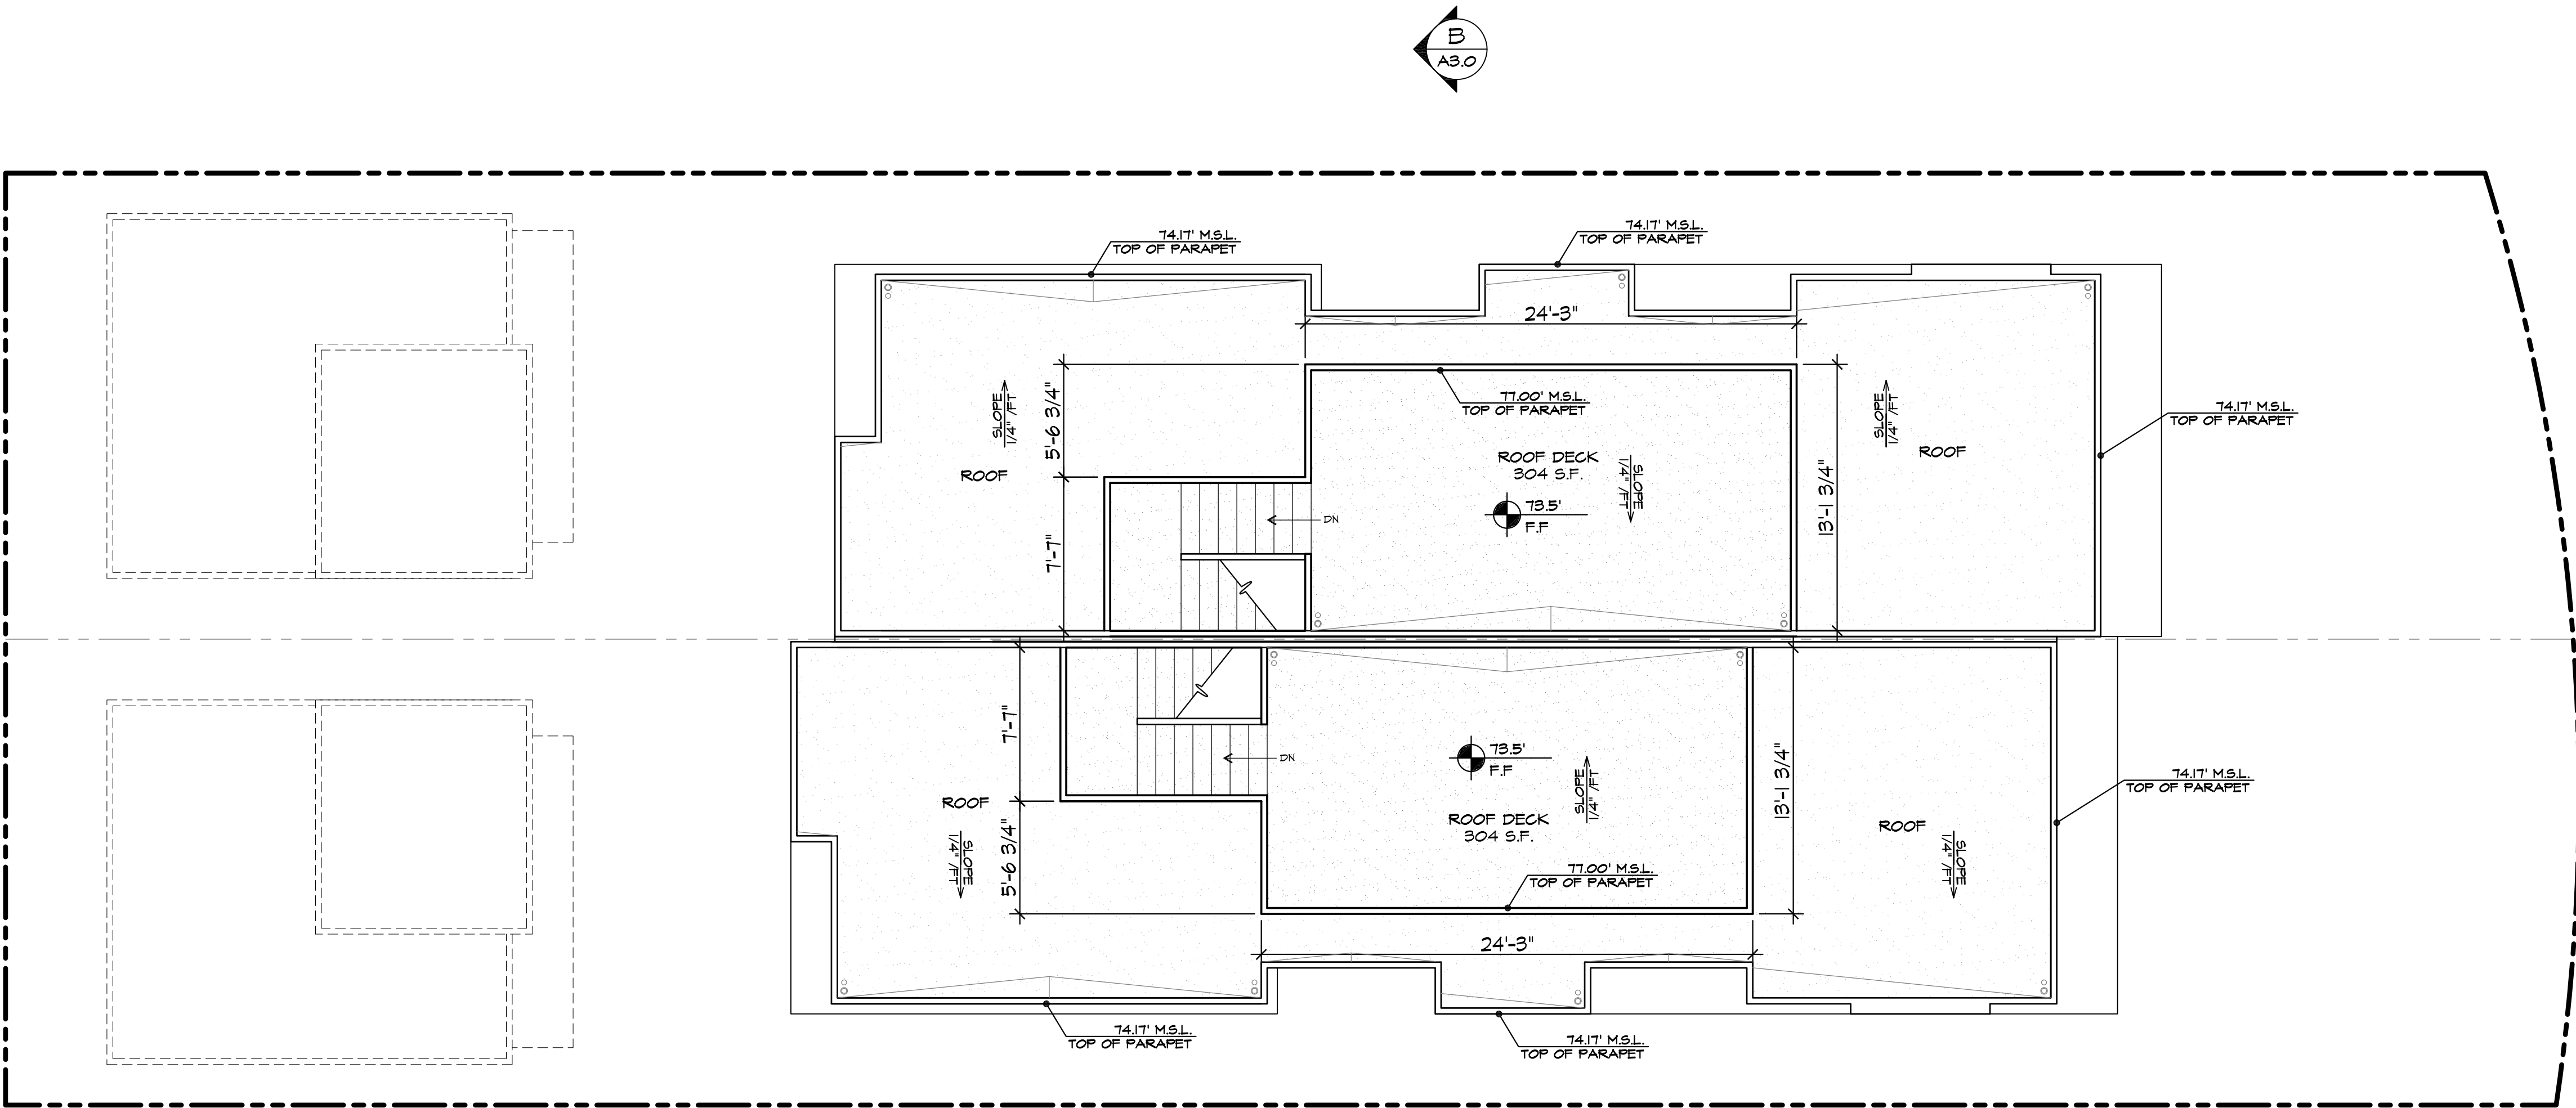 B
A3.0
74.17' M.S.L.
TOP OF PARAPET
74.17' M.S.L.
TOP OF PARAPET
24'-3"
77.00' M.S.L.
TOP OF PARAPET
5'-6 3/4"
SLOPE
1/4" /FT
SLOPE
1/4" /FT
74.17' M.S.L.
TOP OF PARAPET
ROOF
ROOF
ROOF DECK
304 S.F.
SLOPE
1/4" /FT
13'-1 3/4"
73.5'
F.F
DN
7'-7"
7'-7"
73.5'
F.F
DN
SLOPE
1/4" /FT
13'-1 3/4"
74.17' M.S.L.
TOP OF PARAPET
ROOF
ROOF DECK
304 S.F.
ROOF
SLOPE
1/4" /FT
5'-6 3/4"
77.00' M.S.L.
TOP OF PARAPET
SLOPE
1/4" /FT
24'-3"
74.17' M.S.L.
TOP OF PARAPET
74.17' M.S.L.
TOP OF PARAPET